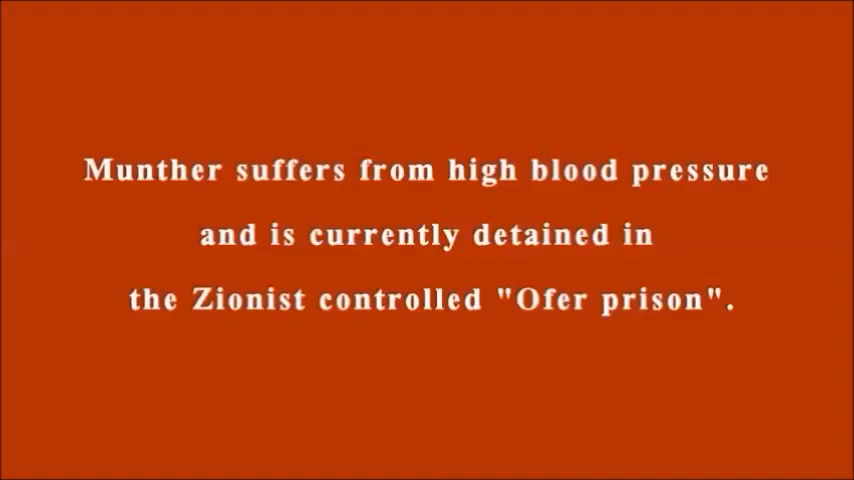 Munther suffers from high blood pressure
and is currently detained in
the Zionist controlled "Ofer prison".